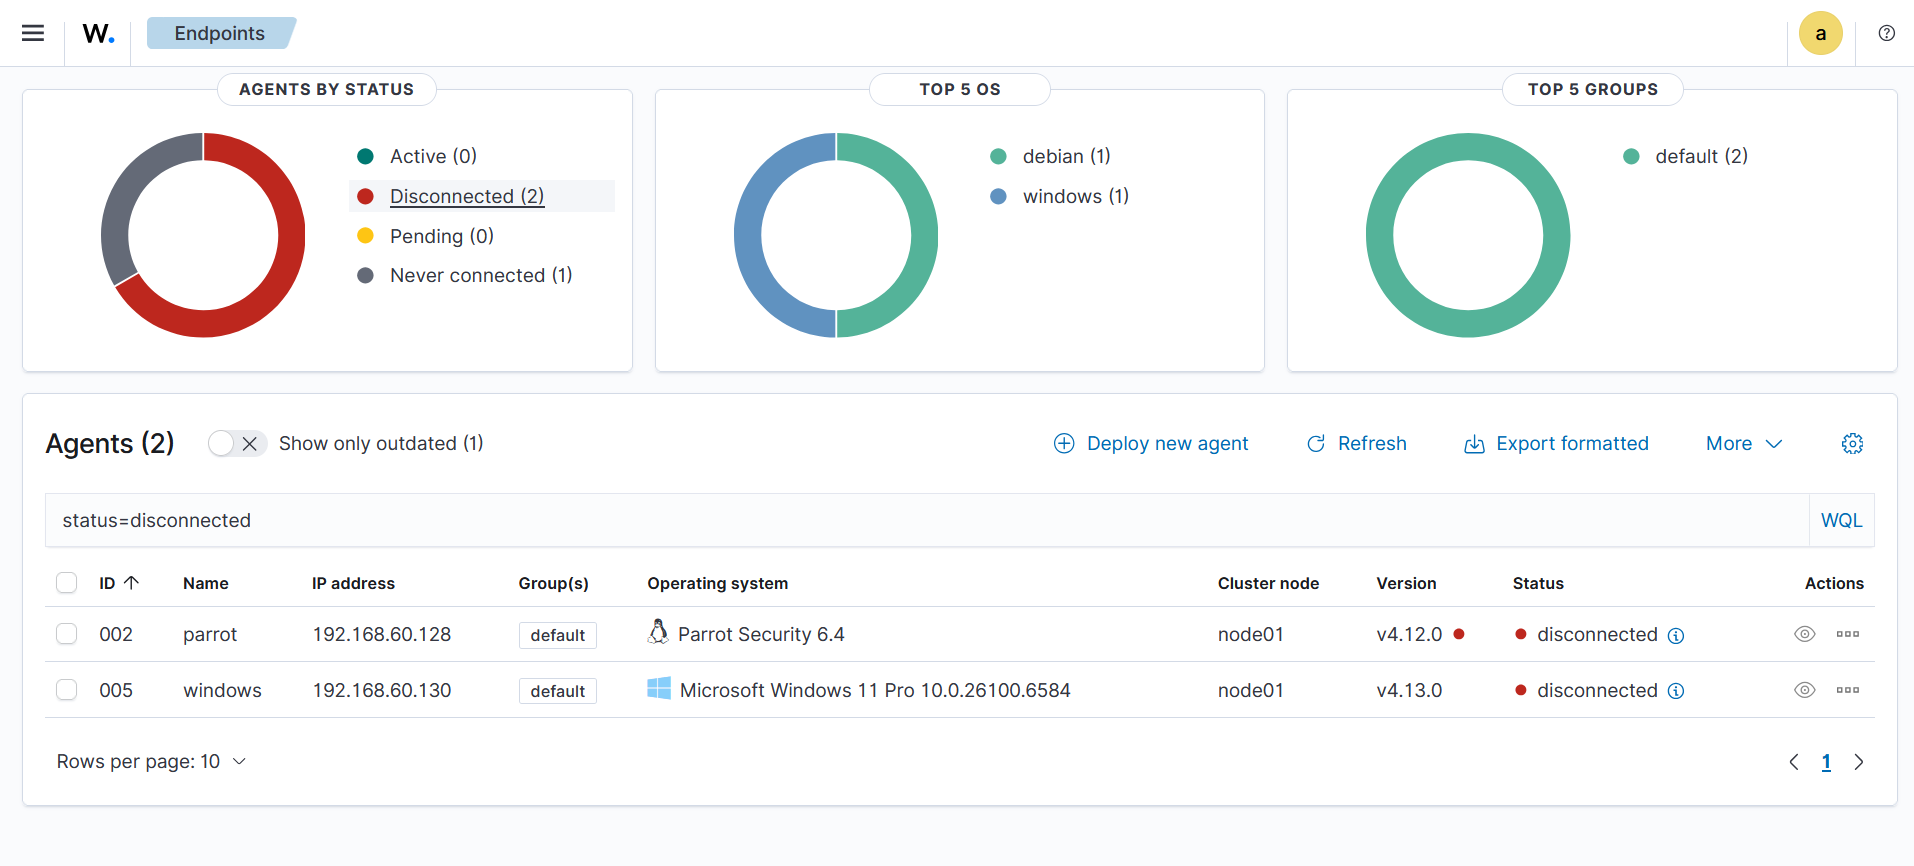 W.
Endpoints
a
AGENTS BY STATUS
Active (0)
Disconnected (2)
Pending (0)
Never connected (1)
TOP 5 OS
debian (1)
windows (1)
TOP 5 GROUPS
default (2)
Agents (2)
Show only outdated (1)
Deploy new agent
Refresh
Export formatted
More
status=disconnected
WQL
ID Name IP address Group(s) Operating system Cluster node Version Status Actions
002 parrot 192.168.60.128 default Parrot Security 6.4 node01 v4.12.0 disconnected
005 windows 192.168.60.130 default Microsoft Windows 11 Pro 10.0.26100.6584 node01 v4.13.0 disconnected
Rows per page: 10
1